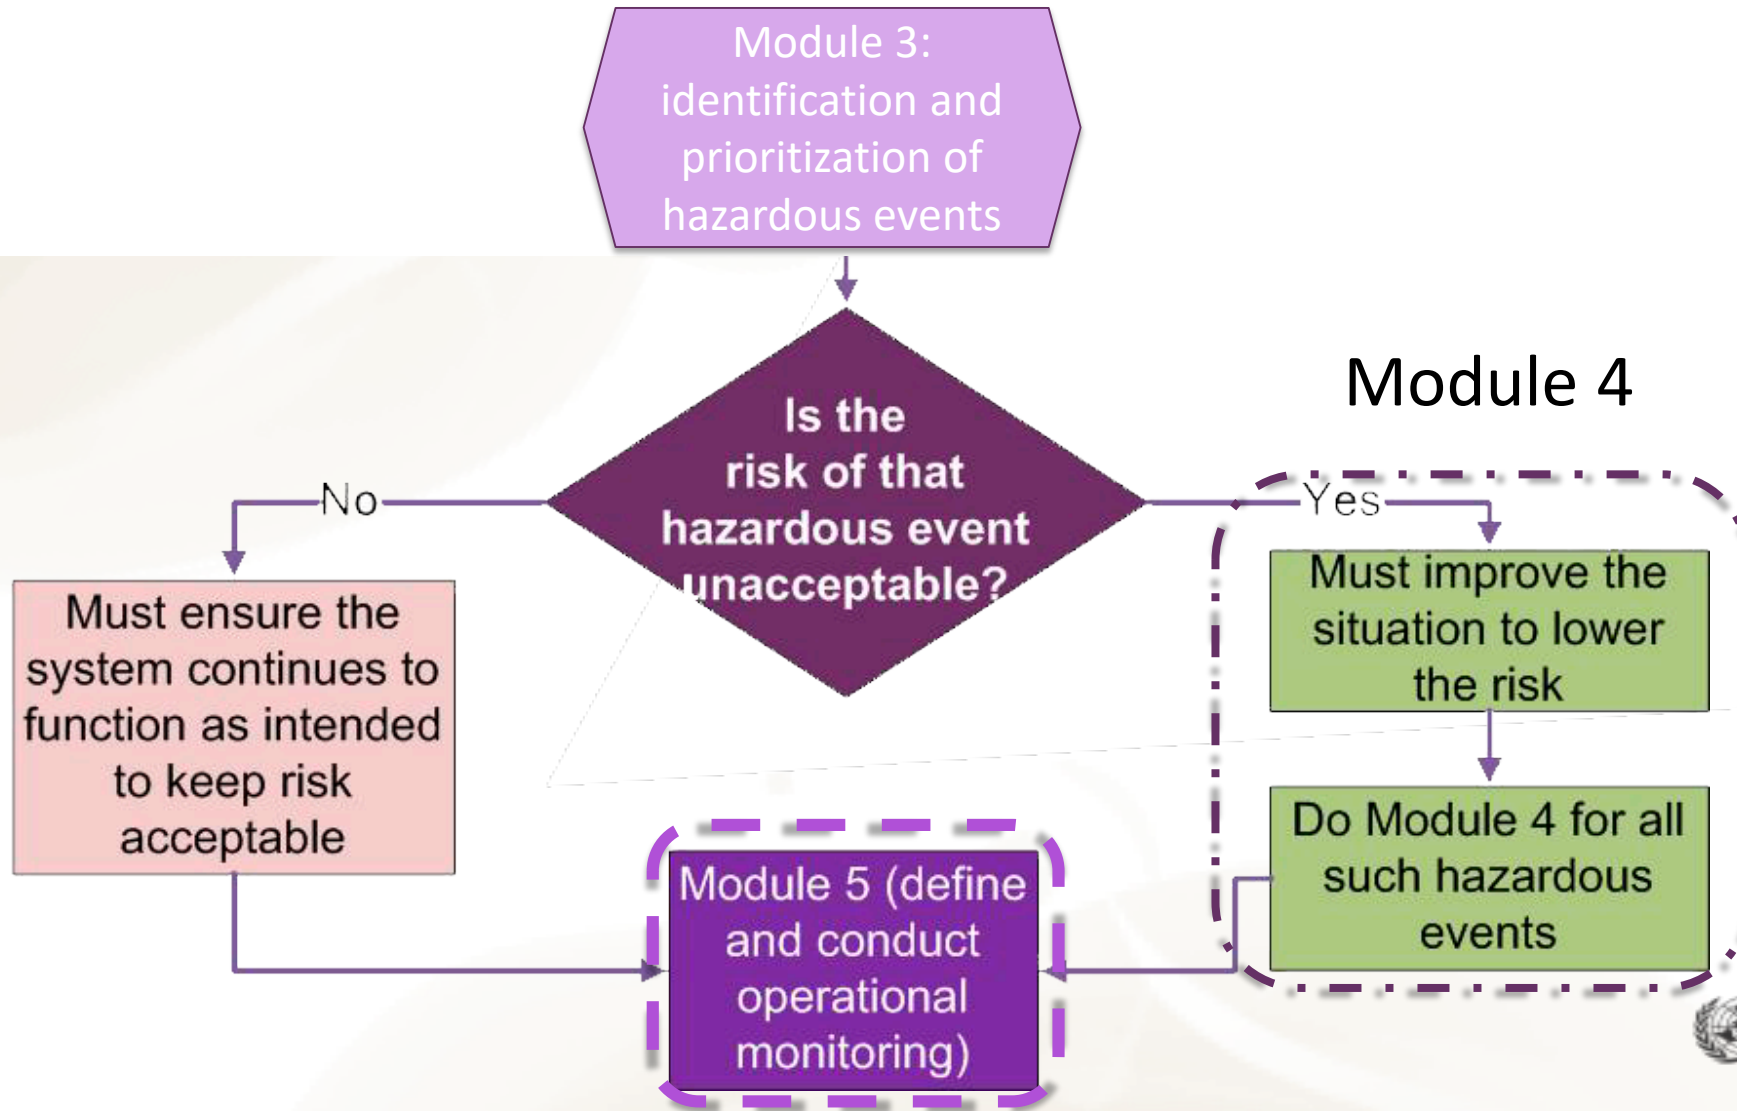 Module 3:
identification and
prioritization of
hazardous events
Is the
risk of that
hazardous event
unacceptable?
Module 4
No
Yes
Must ensure the
system continues to
function as intended
to keep risk
acceptable
Must improve the
situation to lower
the risk
Do Module 4 for all
such hazardous
events
Module 5 (define
and conduct
operational
monitoring)